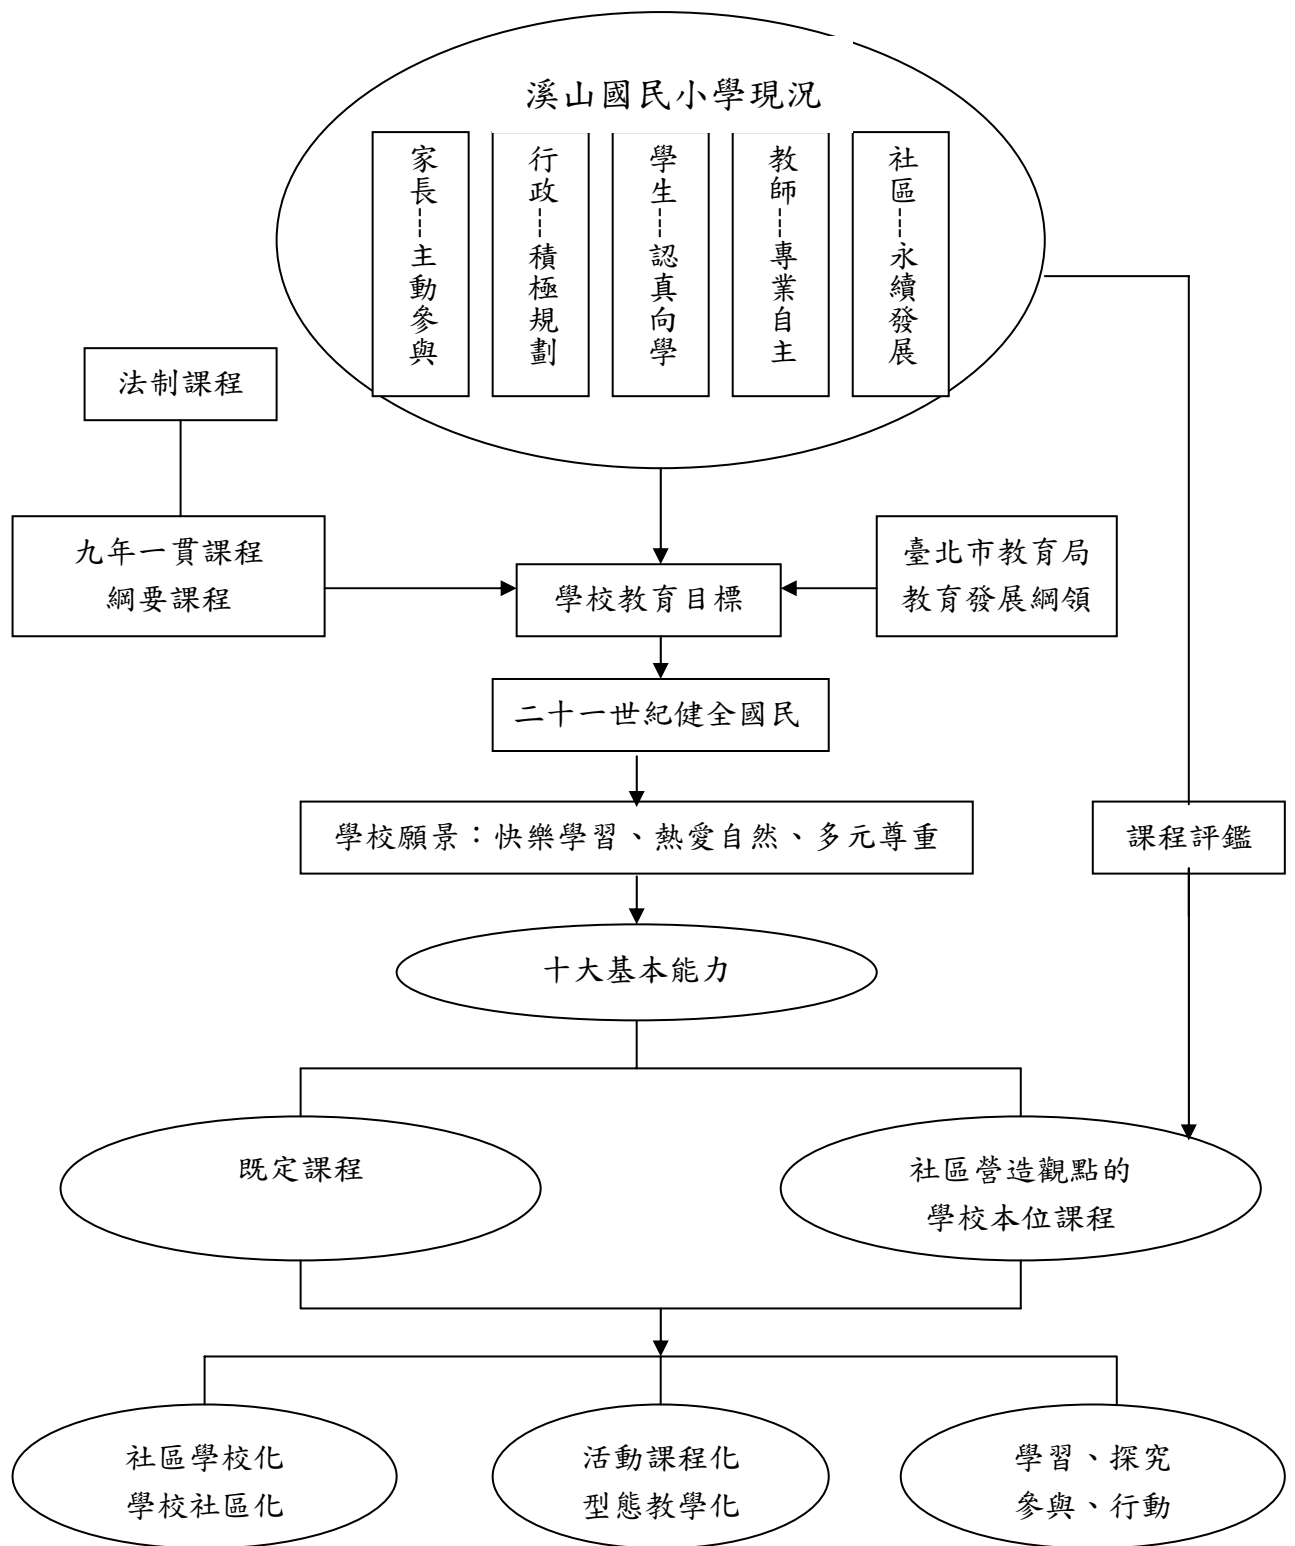 溪山國民小學現況
家長---主動參與
行政---積極規劃
學生---認真向學
教師---專業自主
社區---永續發展
法制課程
九年一貫課程
綱要課程
臺北市教育局
教育發展綱領
學校教育目標
二十一世紀健全國民
學校願景：快樂學習、熱愛自然、多元尊重
課程評鑑
十大基本能力
既定課程
社區營造觀點的
學校本位課程
社區學校化
學校社區化
活動課程化
型態教學化
學習、探究
參與、行動